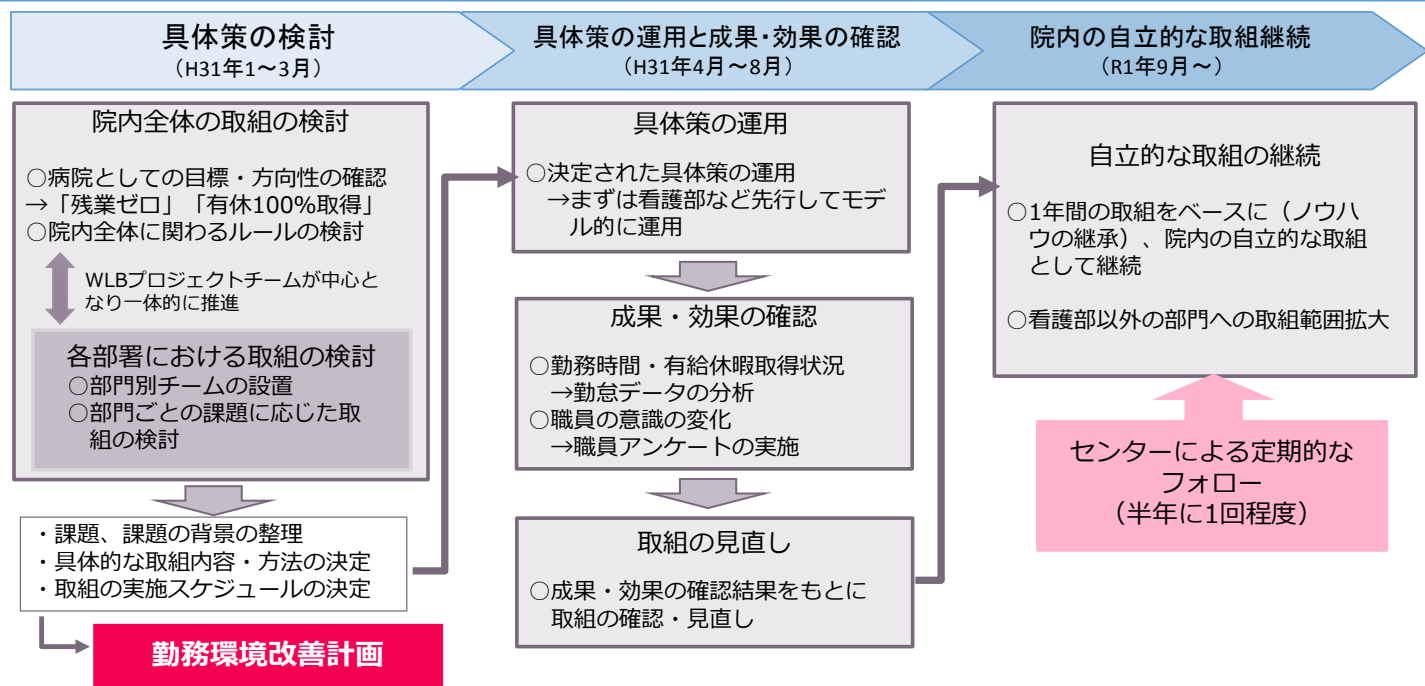 具体策の検討
（H31年1～3月）
具体策の運用と成果・効果の確認
（H31年4月～8月）
院内の自立的な取組継続
（R1年9月～）
院内全体の取組の検討
○病院としての目標・方向性の確認
→「残業ゼロ」「有休100%取得」
○院内全体に関わるルールの検討
WLBプロジェクトチームが中心と
なり一体的に推進
各部署における取組の検討
○部門別チームの設置
○部門ごとの課題に応じた取
組の検討
・課題、課題の背景の整理
・具体的な取組内容・方法の決定
・取組の実施スケジュールの決定
勤務環境改善計画
具体策の運用
○決定された具体策の運用
→まずは看護部など先行してモデ
ル的に運用
成果・効果の確認
○勤務時間・有給休暇取得状況
→勤怠データの分析
○職員の意識の変化
→職員アンケートの実施
取組の見直し
○成果・効果の確認結果をもとに
取組の確認・見直し
自立的な取組の継続
○1年間の取組をベースに（ノウハ
ウの継承）、院内の自立的な取組
として継続
○看護部以外の部門への取組範囲拡大
センターによる定期的な
フォロー
（半年に1回程度）